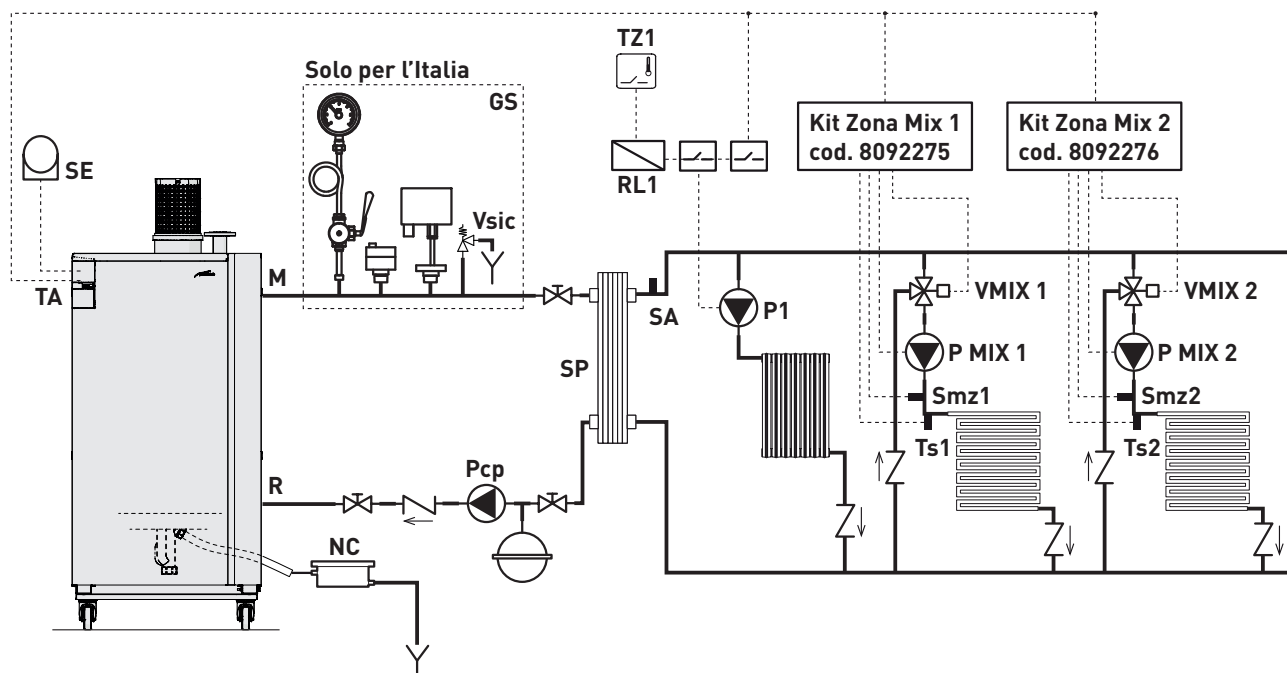 TZ1
Solo per l'Italia
GS
Kit Zona Mix 1
cod. 8092275
Kit Zona Mix 2
cod. 8092276
SE
RL1
Vsic
M
TA
SA
P1
VMIX 1
VMIX 2
SP
P MIX 1
P MIX 2
Smz1
Smz2
Ts1
Ts2
Pcp
R
NC